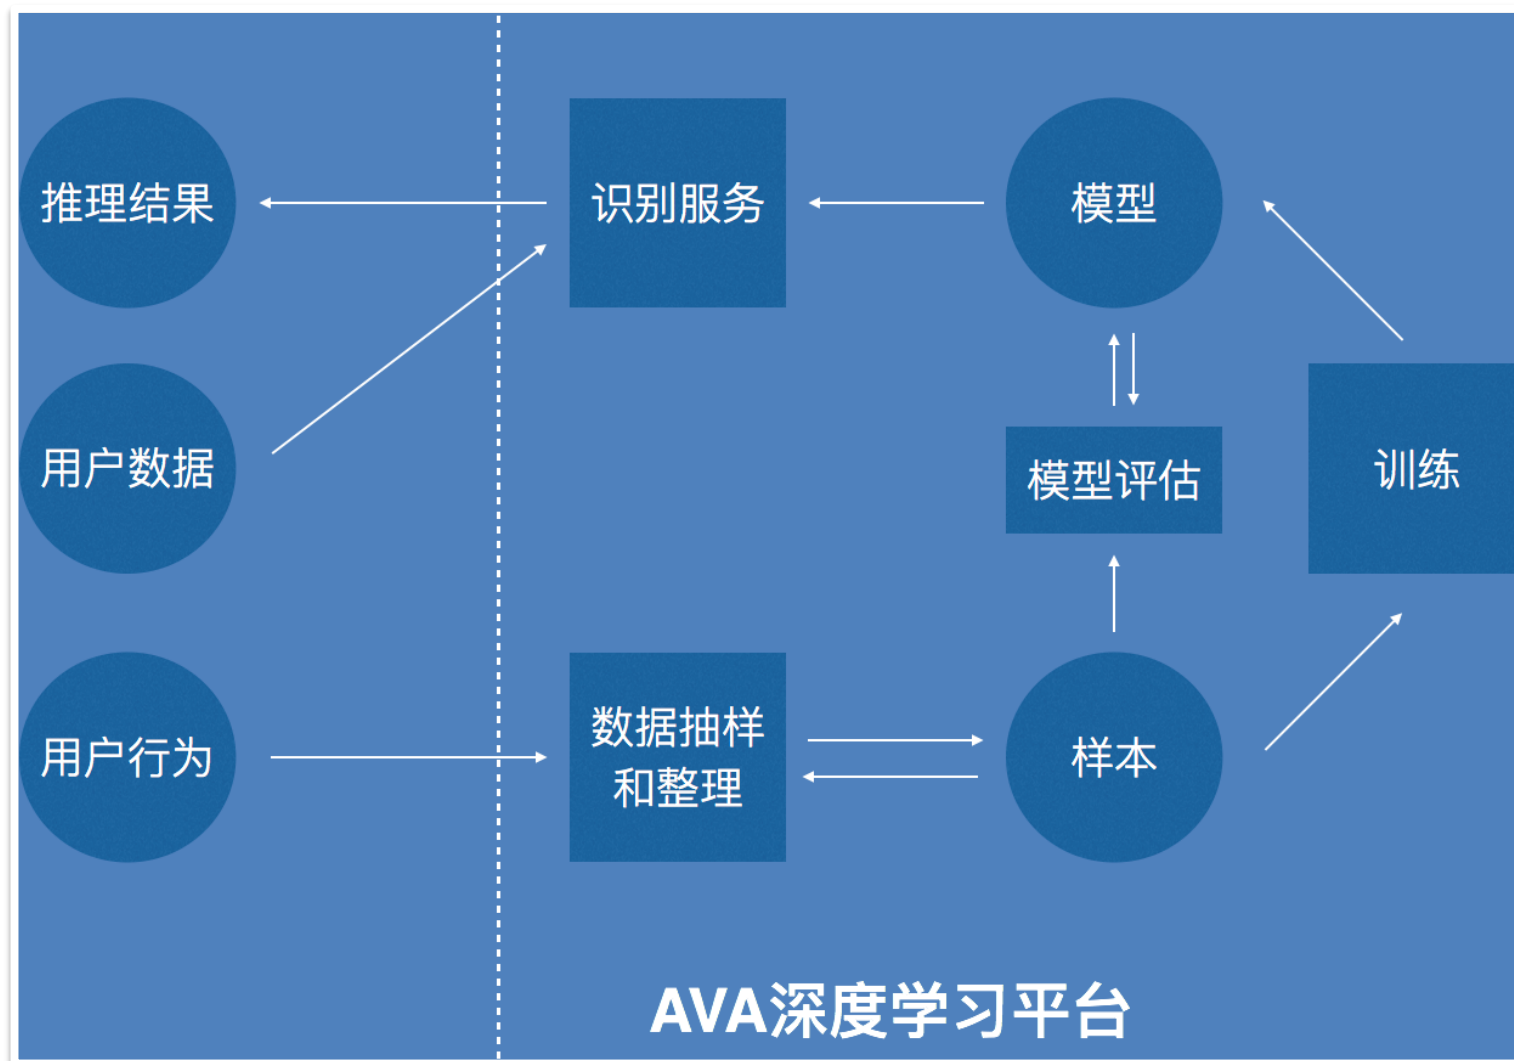 推理结果
识别服务
模型
用户数据
模型评估
训练
用户行为
数据抽样
和整理
样本
AVA深度学习平台